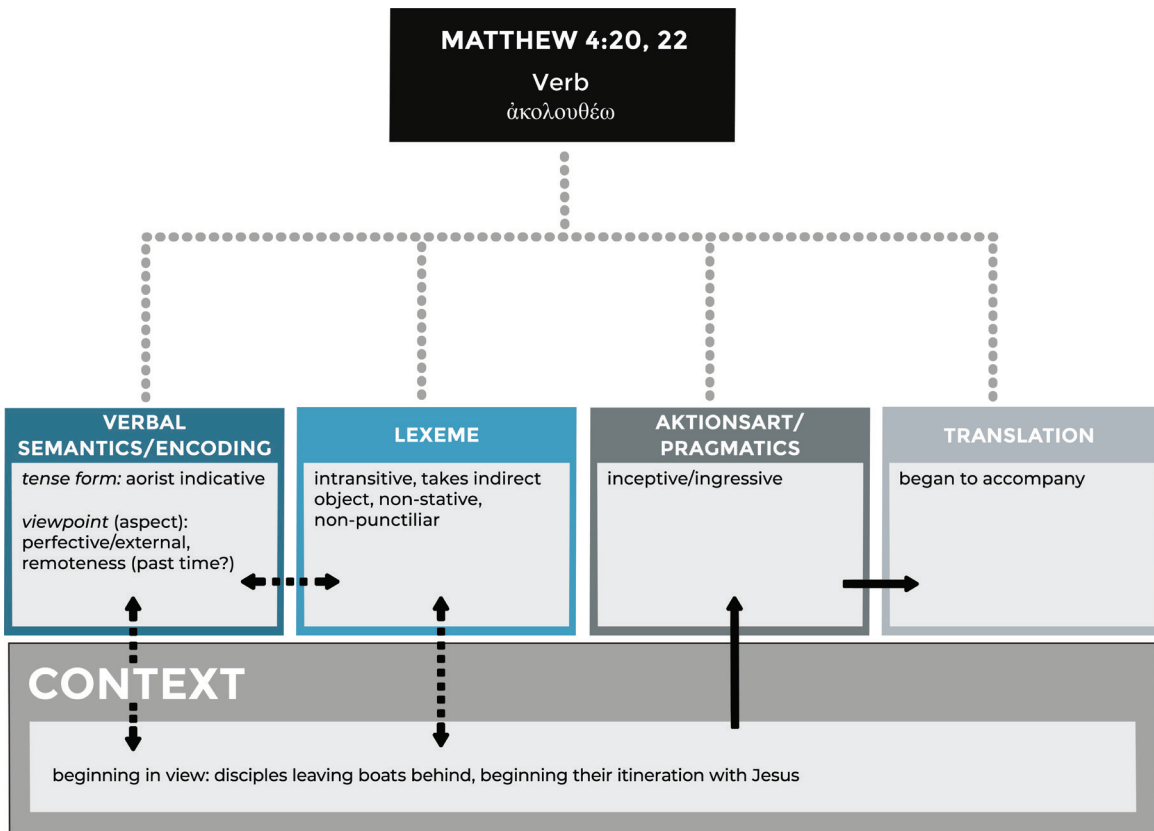 MATTHEW 4:20, 22
Verb
ἀκολουθέω
VERBAL
SEMANTICS/ENCODING
tense form: aorist indicative
viewpoint (aspect):
perfective/external,
remoteness (past time?)
LEXEME
intransitive, takes indirect
object, non-stative,
non-punctiliar
AKTIONSART/
PRAGMATICS
inceptive/ingressive
TRANSLATION
began to accompany
CONTEXT
beginning in view: disciples leaving boats behind, beginning their itineration with Jesus